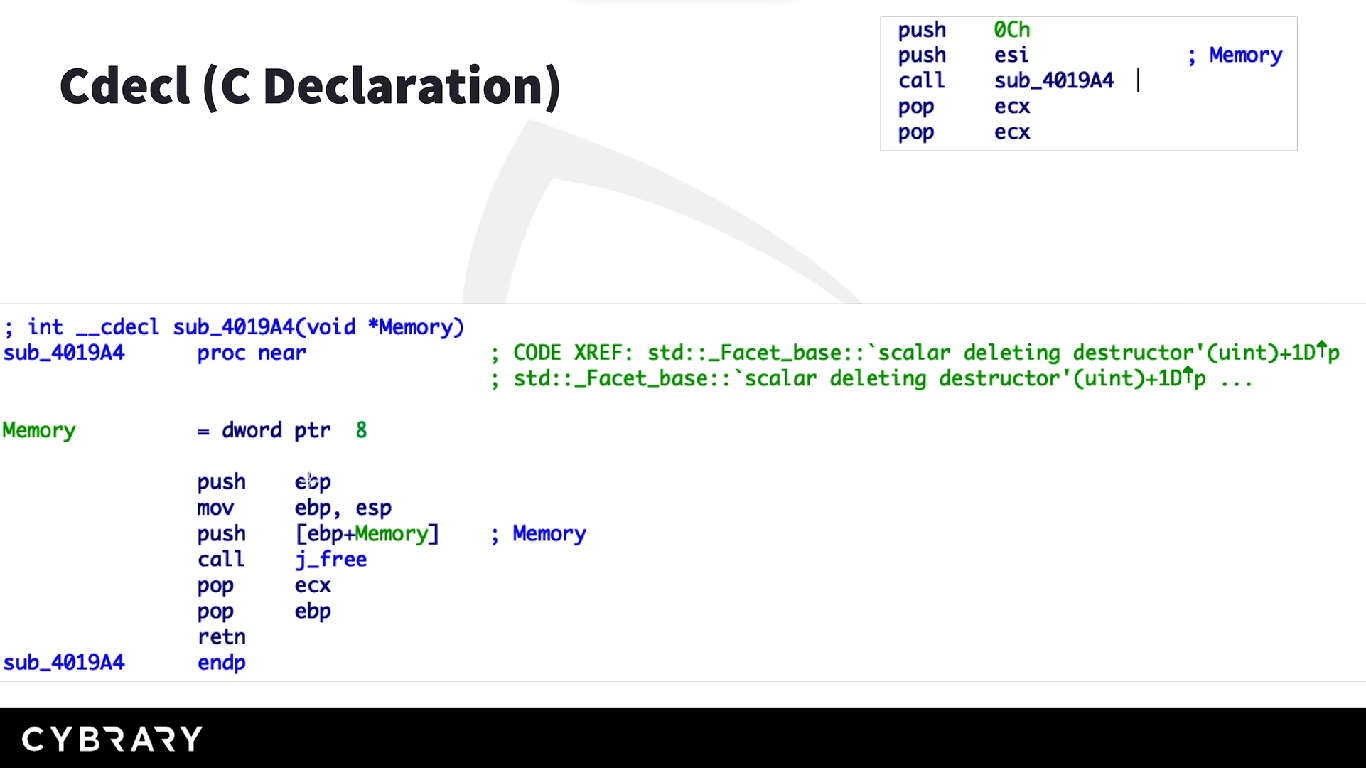 Cdecl (C Declaration)
push 0Ch
push esi ; Memory
call sub_4019A4
pop ecx
pop ecx
; int __cdecl sub_4019A4(void *Memory)
sub_4019A4 proc near ; CODE XREF: std::_Facet_base::`scalar deleting destructor'(uint)+1D↑p
; std::_Facet_base::`scalar deleting destructor'(uint)+1D↑p ...
Memory = dword ptr 8
push ebp
mov ebp, esp
push [ebp+Memory] ; Memory
call j_free
pop ecx
pop ebp
retn
sub_4019A4 endp
CYBRARY